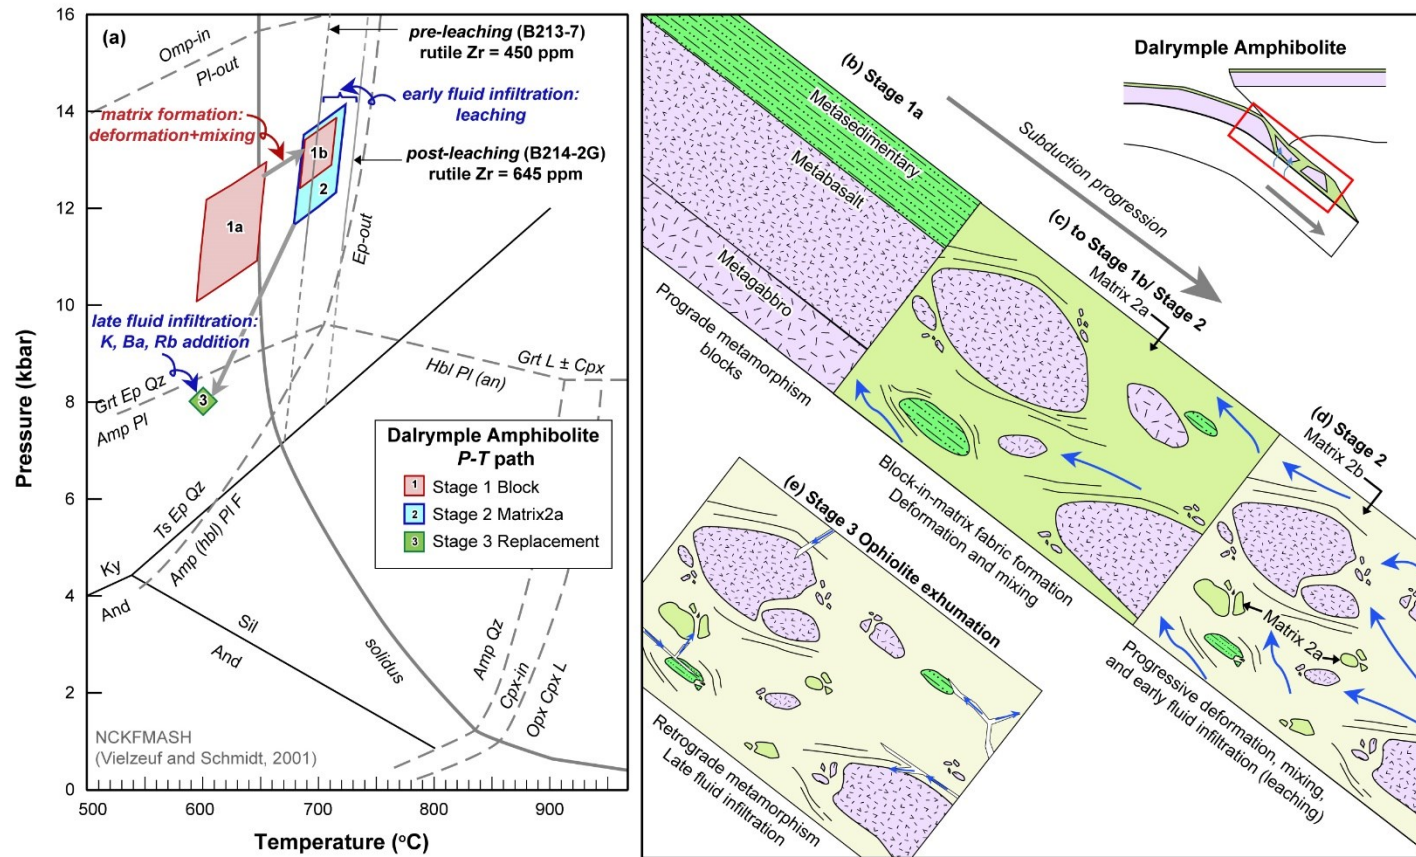 (a)
Omp-in
Pl-out
pre-leaching (B213-7)
rutile Zr = 450 ppm
early fluid infiltration:
leaching
matrix formation:
deformation+mixing
post-leaching (B214-2G)
rutile Zr = 645 ppm
1b
2
1a
Ep-out
late fluid infiltration:
K, Ba, Rb addition
3
Grt Ep Qz
Amp Pl
Hbl Pl (an)
Grt L ± Cpx
Dalrymple Amphibolite
P-T path
1 Stage 1 Block
2 Stage 2 Matrix2a
3 Stage 3 Replacement
Ts Ep Qz
Amp (hbl) Pl F
Ky
And
Sil
And
solidus
Amp Qz
Cpx-in
Opx Cpx L
NCKFMASH
(Vielzeuf and Schmidt, 2001)
16
14
12
10
8
6
4
2
0
Pressure (kbar)
500
600
700
800
900
Temperature (°C)
Dalrymple Amphibolite
(b) Stage 1a
Metasedimentary
Metabasalt
Metagabbro
Prograde metamorphism
blocks
Subduction progression
(c) to Stage 1b/ Stage 2
Matrix 2a
Block-in-matrix fabric formation
Deformation and mixing
(d) Stage 2
Matrix 2b
Matrix 2a
Progressive deformation, mixing,
and early fluid infiltration (leaching)
(e) Stage 3 Ophiolite exhumation
Retrograde metamorphism
Late fluid infiltration